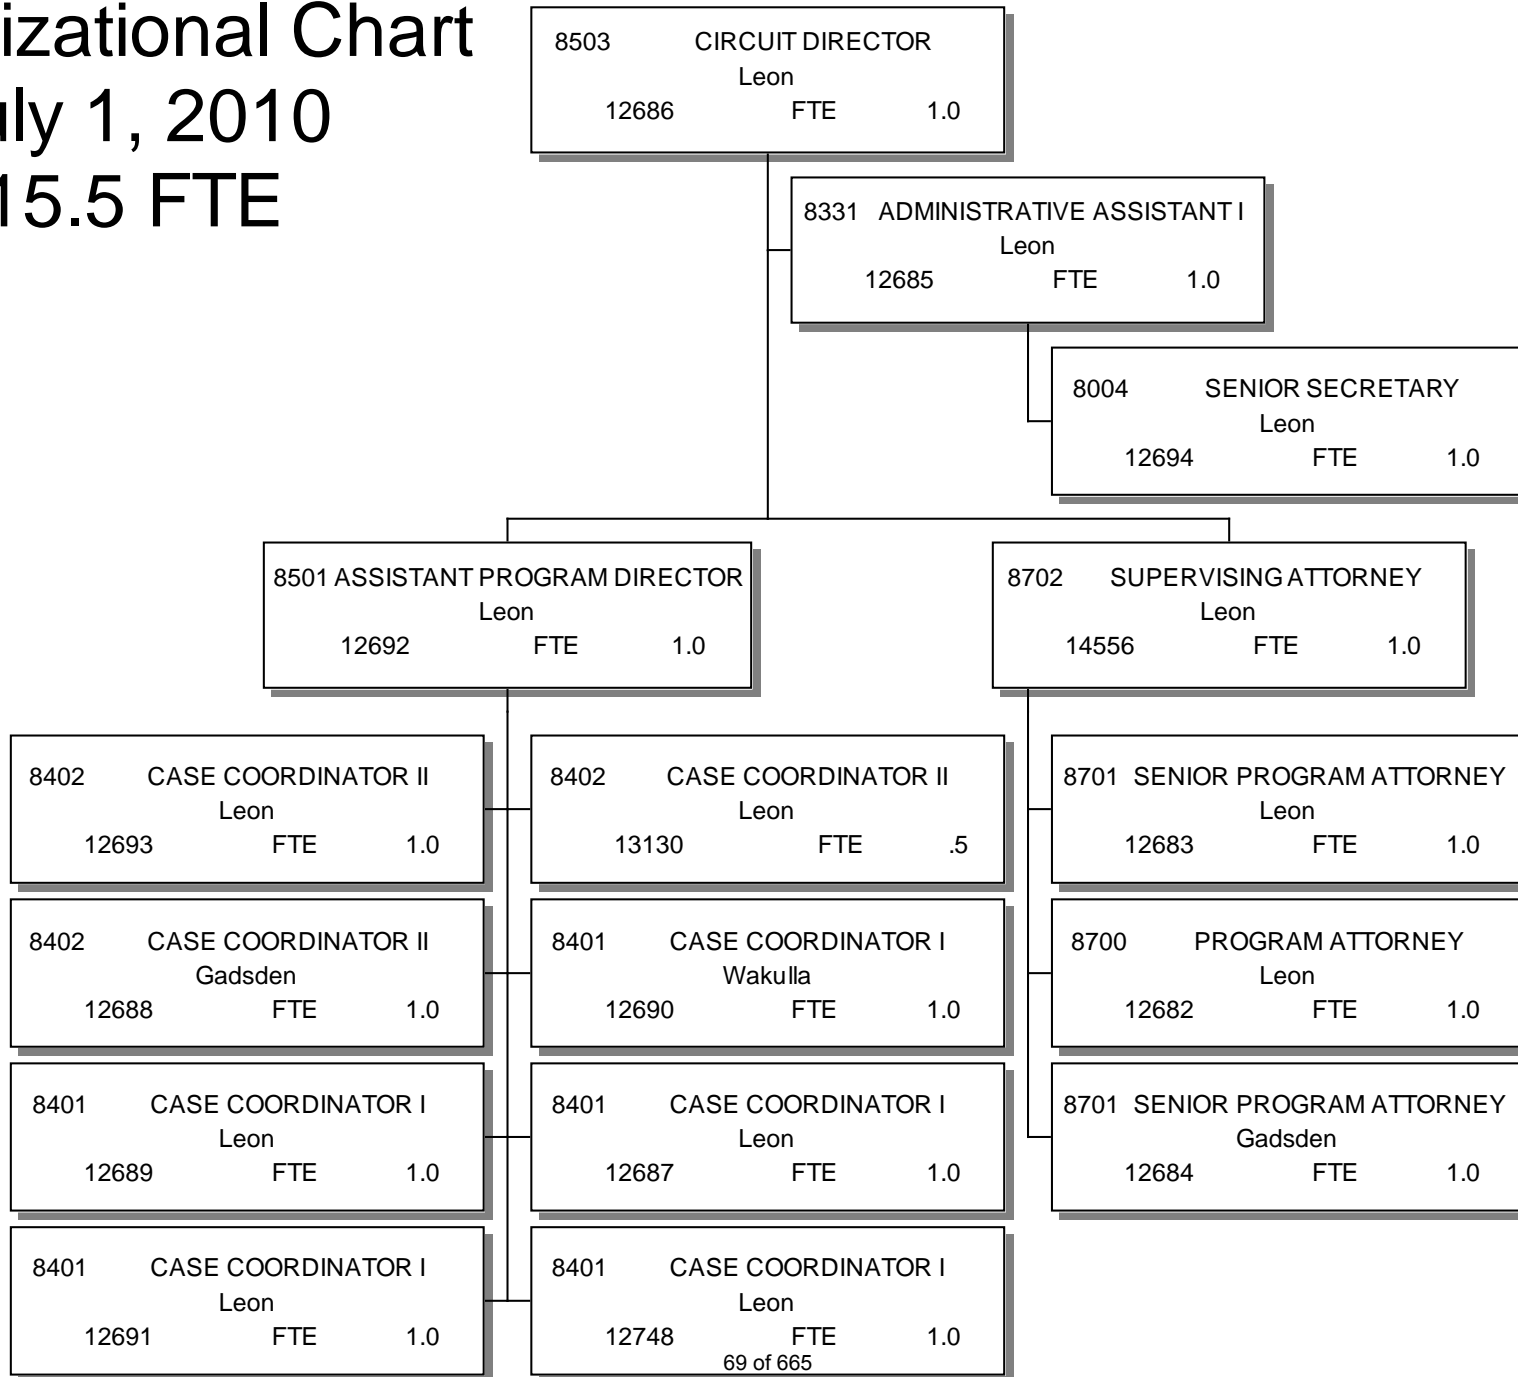 izational Chart
uly 1, 2010
15.5 FTE
8503 CIRCUIT DIRECTOR
Leon
12686 FTE 1.0
8331 ADMINISTRATIVE ASSISTANT I
Leon
12685 FTE 1.0
8004 SENIOR SECRETARY
Leon
12694 FTE 1.0
8501 ASSISTANT PROGRAM DIRECTOR
Leon
12692 FTE 1.0
8702 SUPERVISING ATTORNEY
Leon
14556 FTE 1.0
8402 CASE COORDINATOR II
Leon
12693 FTE 1.0
8402 CASE COORDINATOR II
Leon
13130 FTE .5
8701 SENIOR PROGRAM ATTORNEY
Leon
12683 FTE 1.0
8402 CASE COORDINATOR II
Gadsden
12688 FTE 1.0
8401 CASE COORDINATOR I
Wakulla
12690 FTE 1.0
8700 PROGRAM ATTORNEY
Leon
12682 FTE 1.0
8401 CASE COORDINATOR I
Leon
12689 FTE 1.0
8401 CASE COORDINATOR I
Leon
12687 FTE 1.0
8701 SENIOR PROGRAM ATTORNEY
Gadsden
12684 FTE 1.0
8401 CASE COORDINATOR I
Leon
12691 FTE 1.0
8401 CASE COORDINATOR I
Leon
12748 FTE 1.0
69 of 665